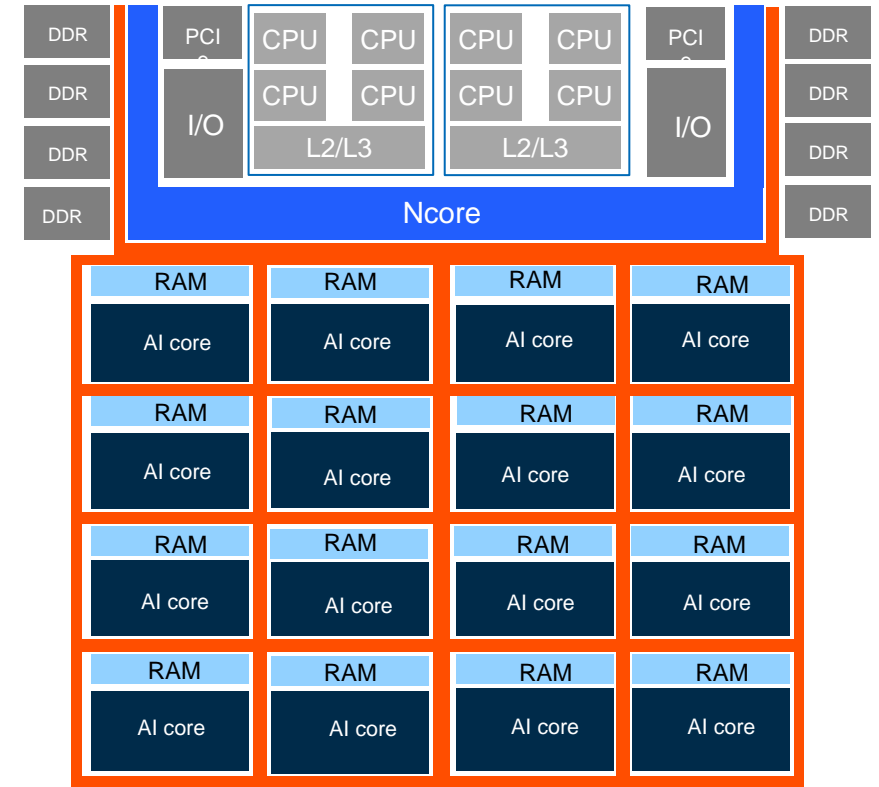 DDR PCI CPU CPU CPU CPU PCI DDR
DDR CPU CPU CPU CPU DDR
I/O I/O
DDR L2/L3 L2/L3 DDR
DDR Ncore DDR
RAM RAM RAM RAM
AI core AI core AI core AI core
RAM RAM RAM RAM
AI core AI core AI core AI core
RAM RAM RAM RAM
AI core AI core AI core AI core
RAM RAM RAM RAM
AI core AI core AI core AI core